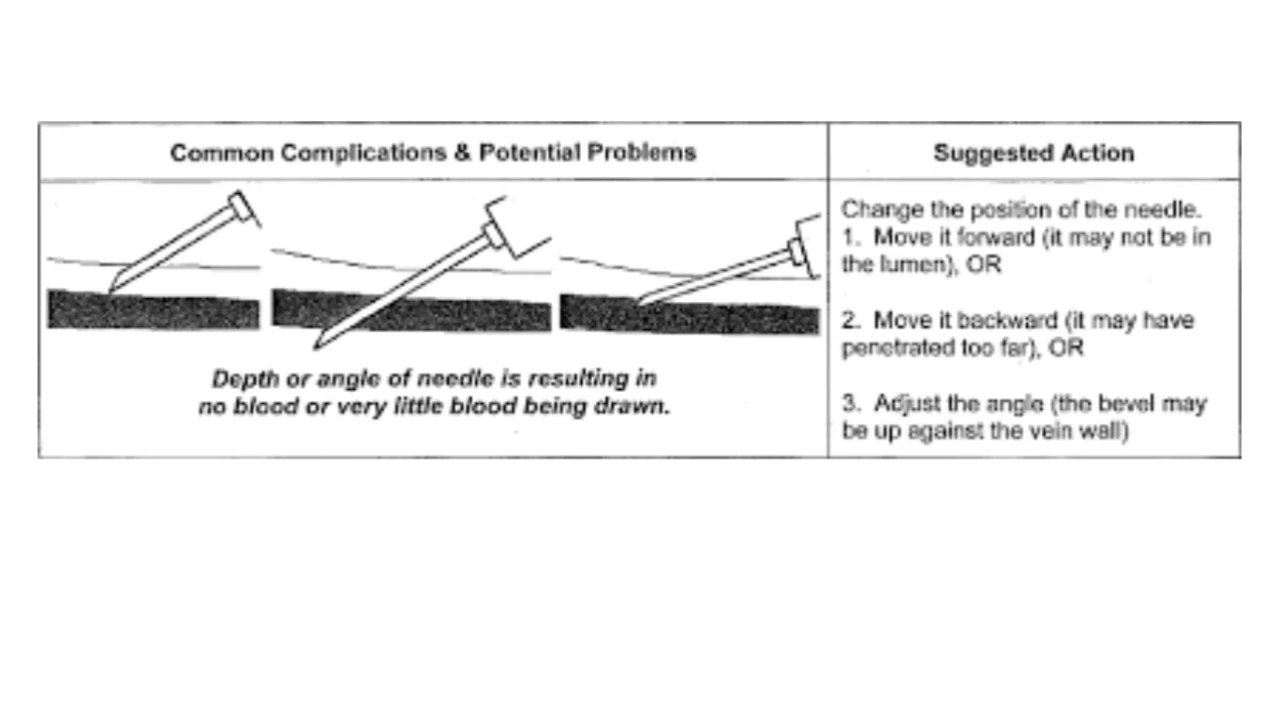 Common Complications & Potential Problems
Suggested Action
Depth or angle of needle is resulting in
no blood or very little blood being drawn.
Change the position of the needle.
1. Move it forward (it may not be in
the lumen), OR
2. Move it backward (it may have
penetrated too far), OR
3. Adjust the angle (the bevel may
be up against the vein wall)